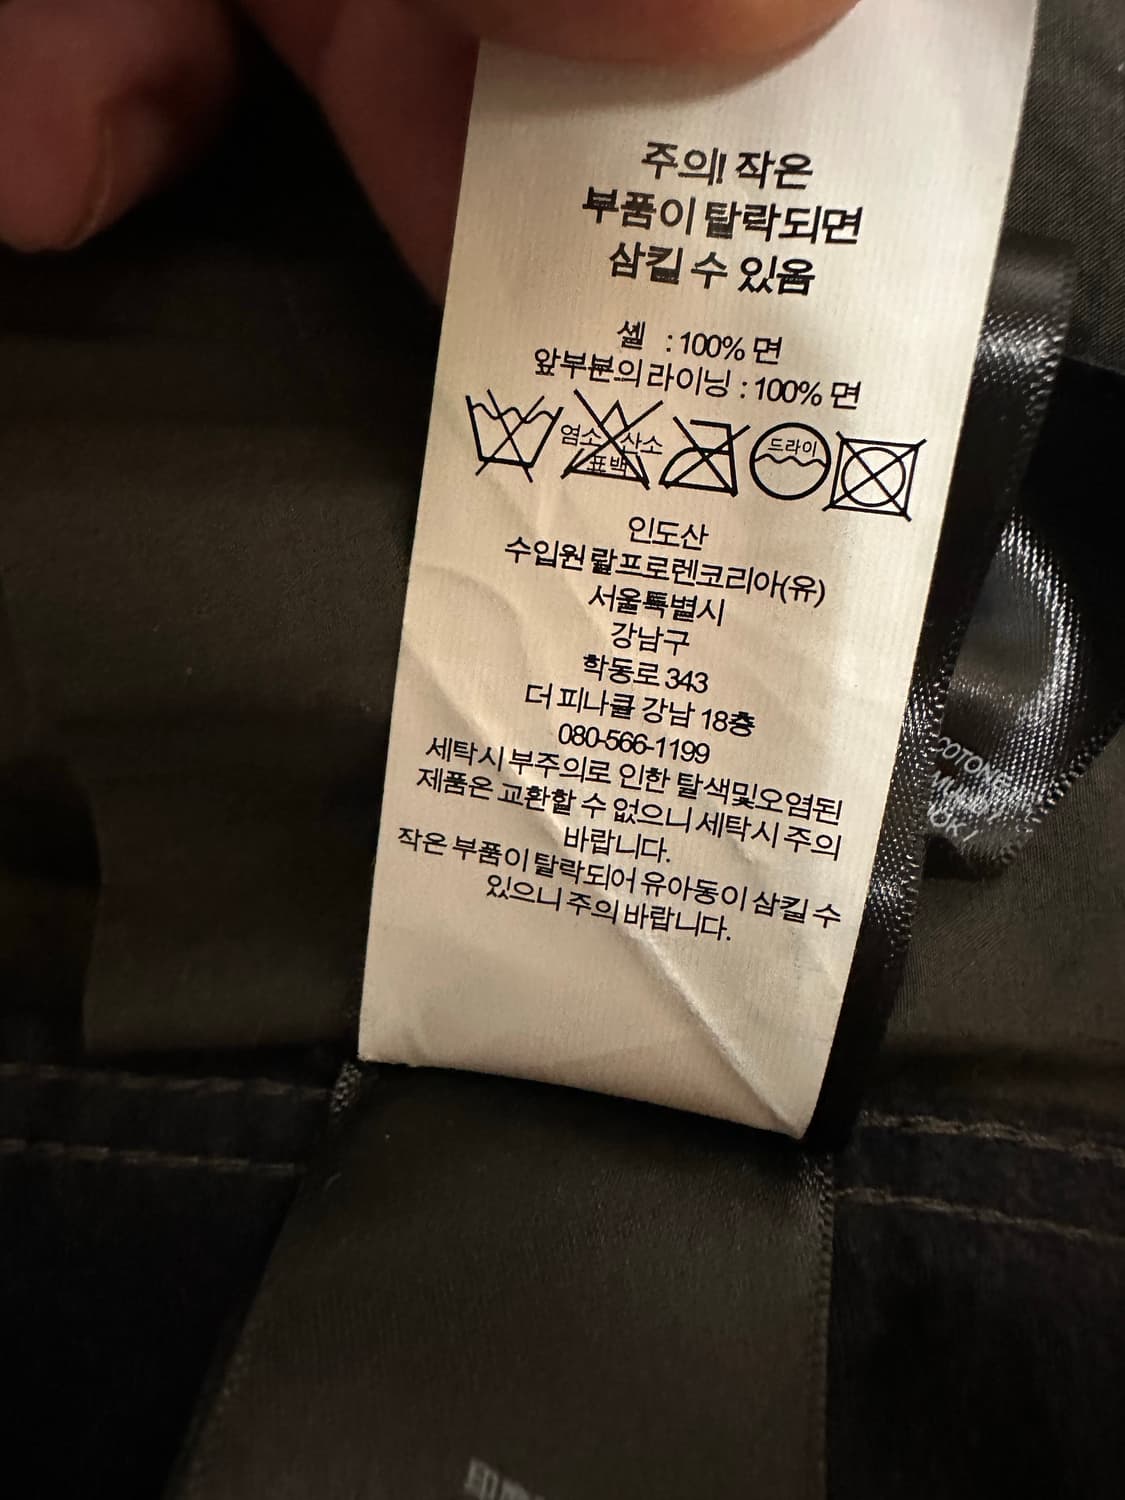 주의! 작은
부품이 탈락되면
삼킬 수 있음
셸 : 100% 면
앞부분의 라이닝 : 100% 면
염소 산소
표백
드라이
인도산
수입원 랄프로렌코리아(유)
서울특별시
강남구
학동로 343
더 피나클 강남 18층
080-566-1199
세탁시 부주의로 인한 탈색및오염된
제품은 교환할 수 없으니 세탁시 주의
바랍니다.
작은 부품이 탈락되어 유아동이 삼킬 수
있으니 주의 바랍니다.